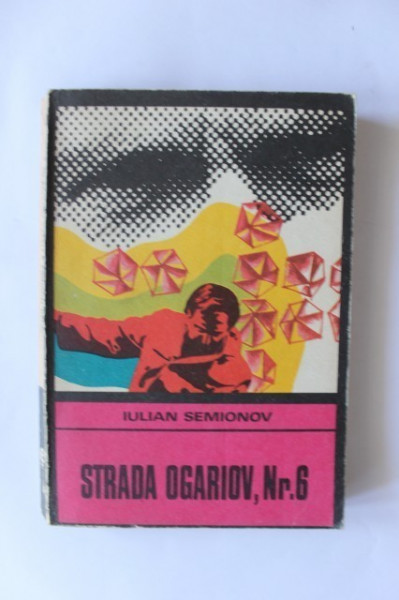 IULIAN SEMIONOV
STRADA OGARIOV, Nr.6